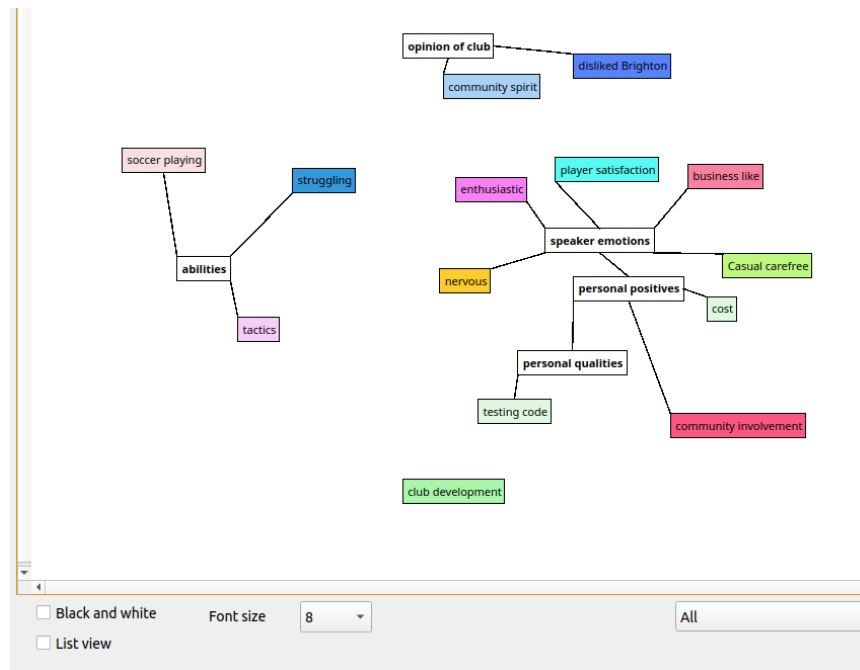 opinion of club
disliked Brighton
community spirit
soccer playing
struggling
player satisfaction
business like
enthusiastic
speaker emotions
abilities
Casual carefree
nervous
personal positives
cost
tactics
personal qualities
testing code
community involvement
club development
Black and white
Font size
8
All
List view